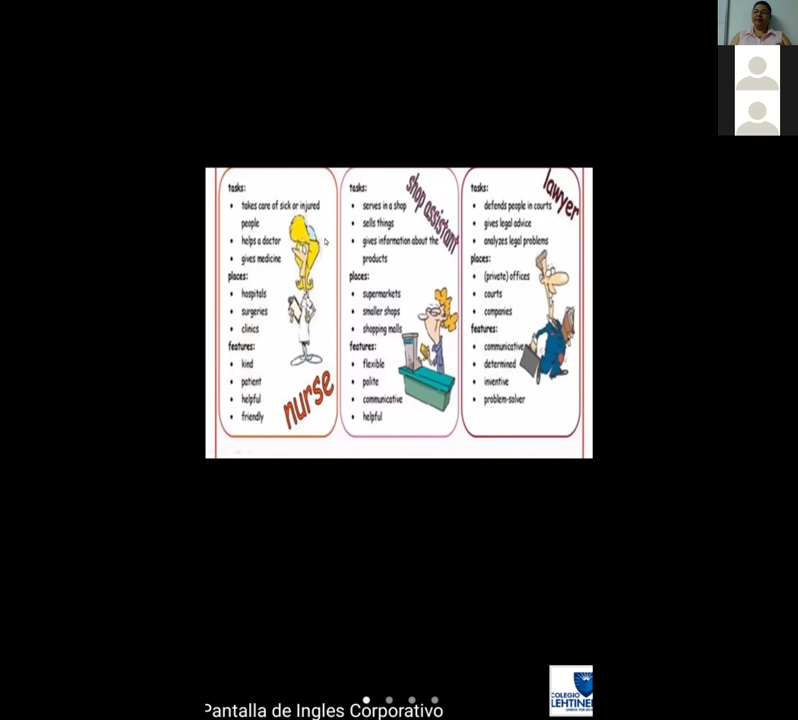 tasks:
• takes care of sick or injured
people
• helps a doctor
• gives medicine
places:
• hospitals
• surgeries
• clinics
features:
• kind
• patient
• helpful
• friendly
nurse
tasks:
• serves in a shop
• sells things
• gives information about the
products
places:
• supermarkets
• smaller shops
• shopping malls
features:
• flexible
• polite
• communicative
• helpful
shop assistant
tasks:
• defends people in courts
• gives legal advice
• analyzes legal problems
places:
• (private) offices
• courts
• companies
features:
• communicative
• determined
• inventive
• problem-solver
lawyer
Pantalla de Ingles Corporativo
COLEGIO
LEHTINE